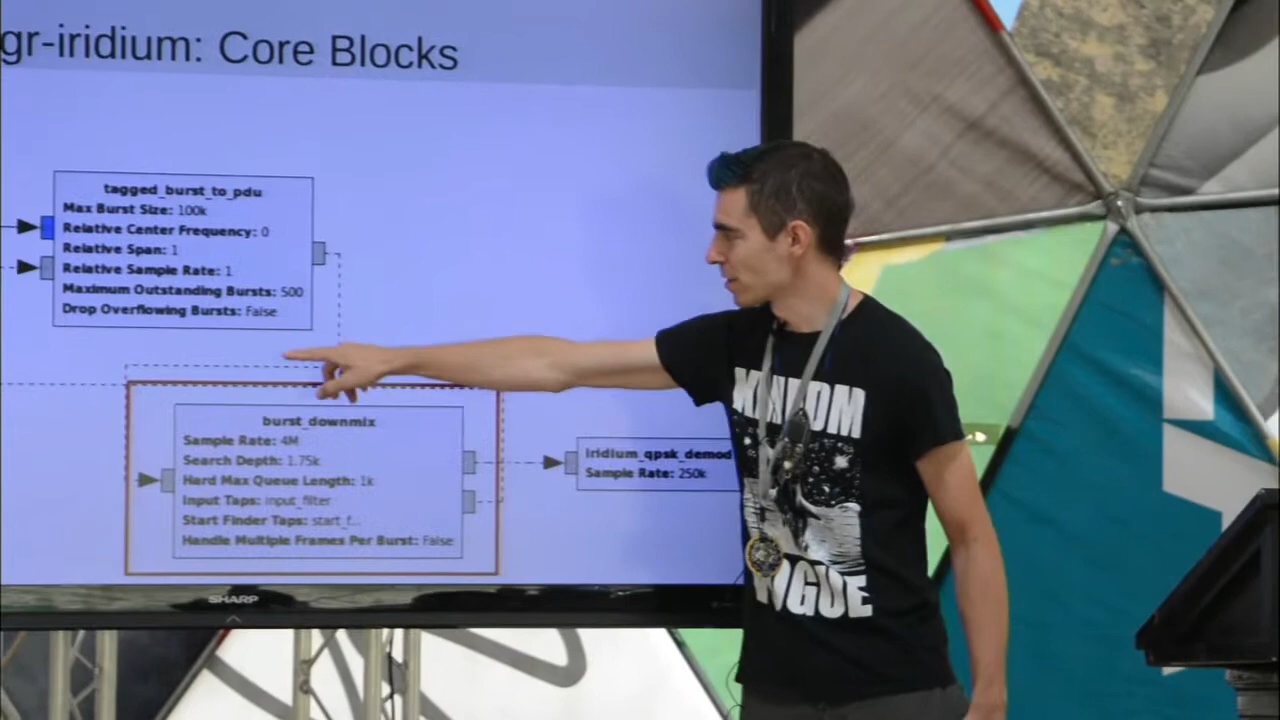 gr-iridium: Core Blocks
tagged_burst_to_pdu
Max Burst Size: 100k
Relative Center Frequency: 0
Relative Span: 1
Relative Sample Rate: 1
Maximum Outstanding Bursts: 500
Drop Overflowing Bursts: False
burst_downmix
Sample Rate: 4M
Search Depth: 1.75k
Hard Max Queue Length: 1k
Input Taps: input_filter
Start Finder Taps: start_f...
Handle Multiple Frames Per Burst: False
iridium_qpsk_demod
Sample Rate: 250k
SHARP